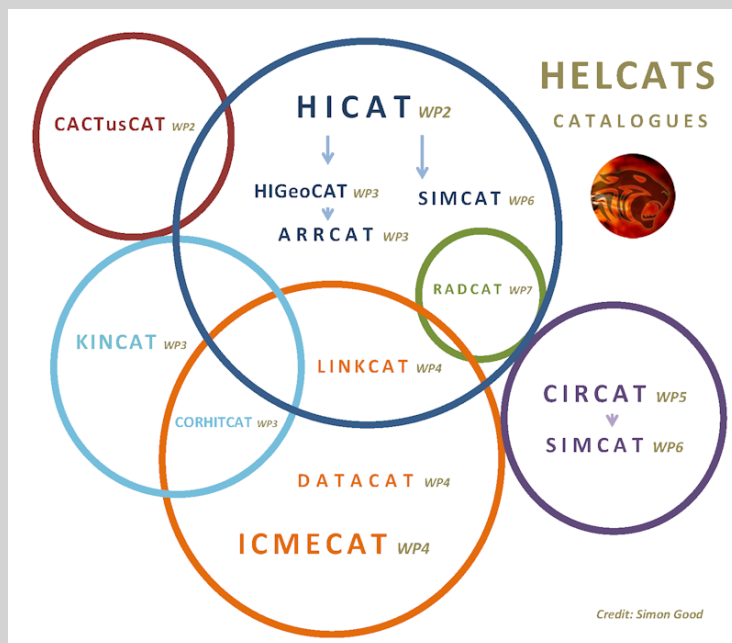 HELCATS
CATALOGUES
CACTusCAT WP2
HICAT WP2
HIGeoCAT WP3
SIMCAT WP6
ARRCAT WP3
RADCAT WP7
KINCAT WP3
LINKCAT WP4
CIRCAT WP5
CORHITCAT WP3
SIMCAT WP6
DATACAT WP4
ICMECAT WP4
Credit: Simon Good